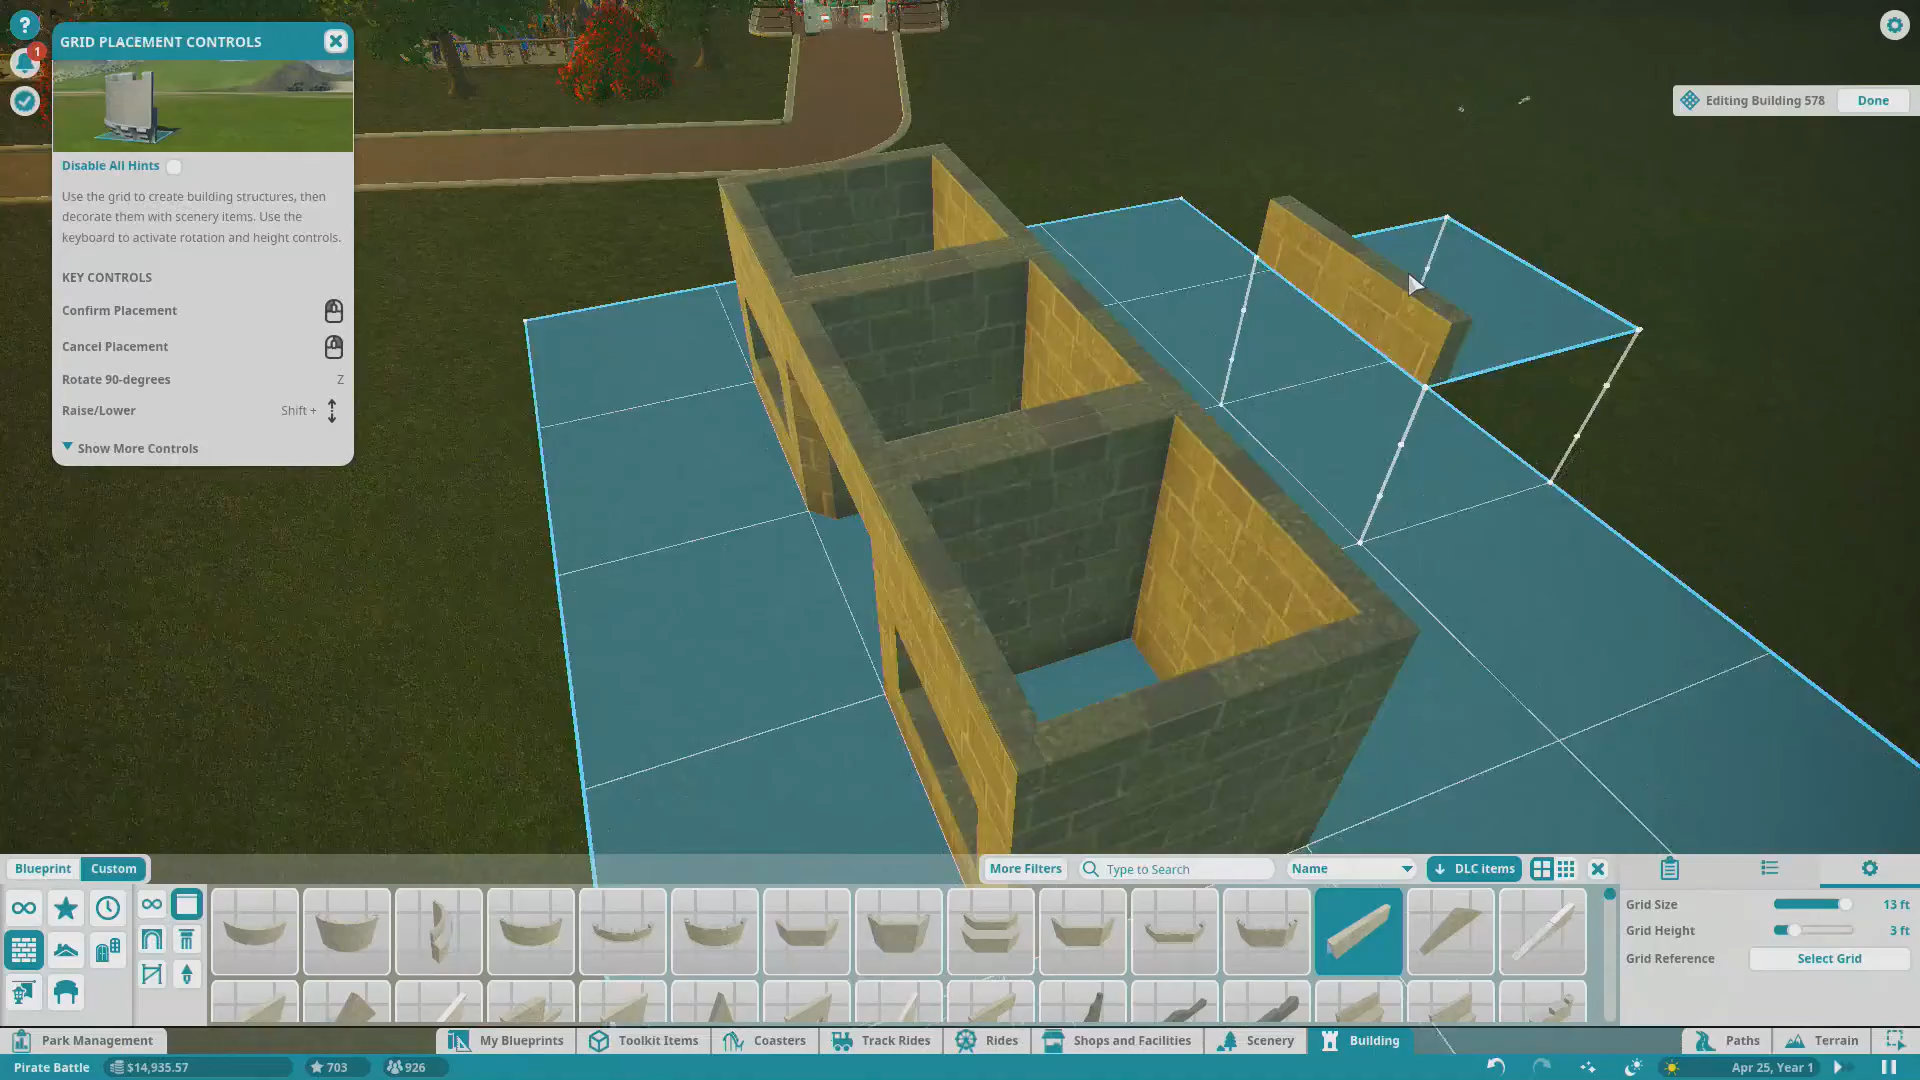 ?
1
GRID PLACEMENT CONTROLS
Disable All Hints
Use the grid to create building structures, then
decorate them with scenery items. Use the
keyboard to activate rotation and height controls.
KEY CONTROLS
Confirm Placement
Cancel Placement
Rotate 90-degrees Z
Raise/Lower Shift +
Show More Controls
Editing Building 578 Done
Blueprint Custom
More Filters Type to Search Name DLC items
Grid Size 13 ft
Grid Height 3 ft
Grid Reference Select Grid
Park Management My Blueprints Toolkit Items Coasters Track Rides Rides Shops and Facilities Scenery Building Paths Terrain
Pirate Battle $14,935.57 703 926 Apr 25, Year 1